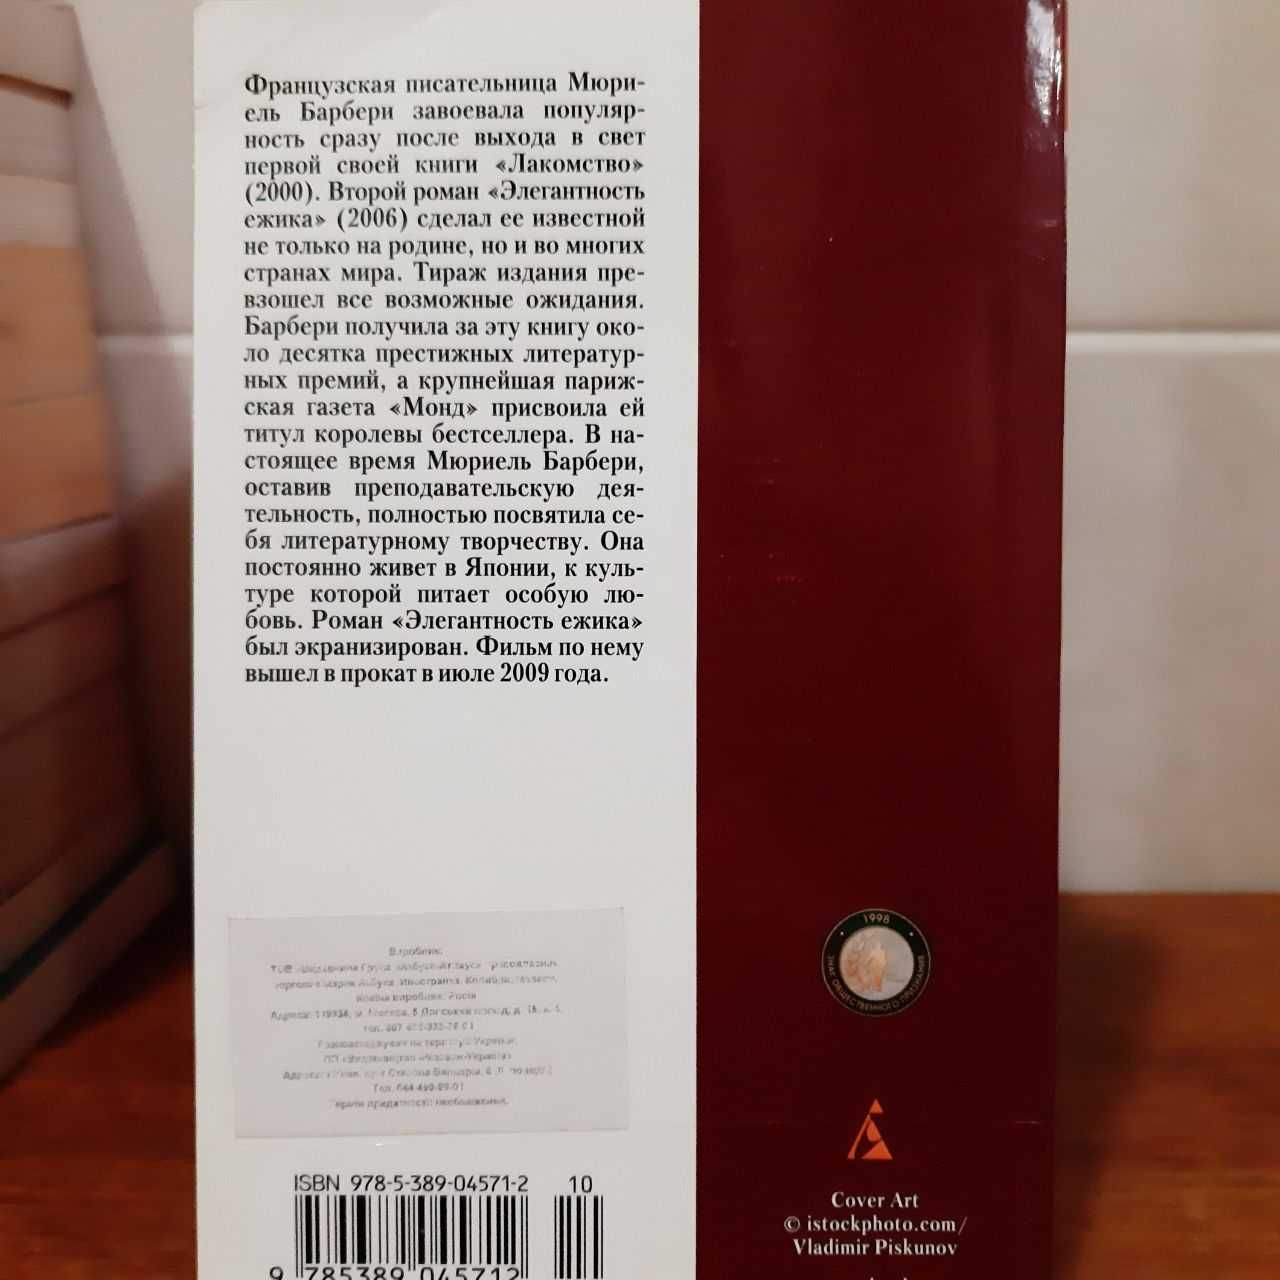 Французская писательница Мюри-
ель Барбери завоевала популяр-
ность сразу после выхода в свет
первой своей книги «Лакомство»
(2000). Второй роман «Элегантность
ежика» (2006) сделал ее известной
не только на родине, но и во многих
странах мира. Тираж издания пре-
взошел все возможные ожидания.
Барбери получила за эту книгу око-
ло десятка престижных литератур-
ных премий, а крупнейшая париж-
ская газета «Монд» присвоила ей
титул королевы бестселлера. В на-
стоящее время Мюриель Барбери,
оставив преподавательскую дея-
тельность, полностью посвятила се-
бя литературному творчеству. Она
постоянно живет в Японии, к куль-
туре которой питает особую лю-
бовь. Роман «Элегантность ежика»
был экранизирован. Фильм по нему
вышел в прокат в июле 2009 года.
Виробник:
ISBN 978-5-389-04571-2 10
9 785389 045712
1998
ЗНАК ОБЩЕСТВЕННОГО ПРИЗНАНИЯ
Cover Art
© istockphoto.com/
Vladimir Piskunov